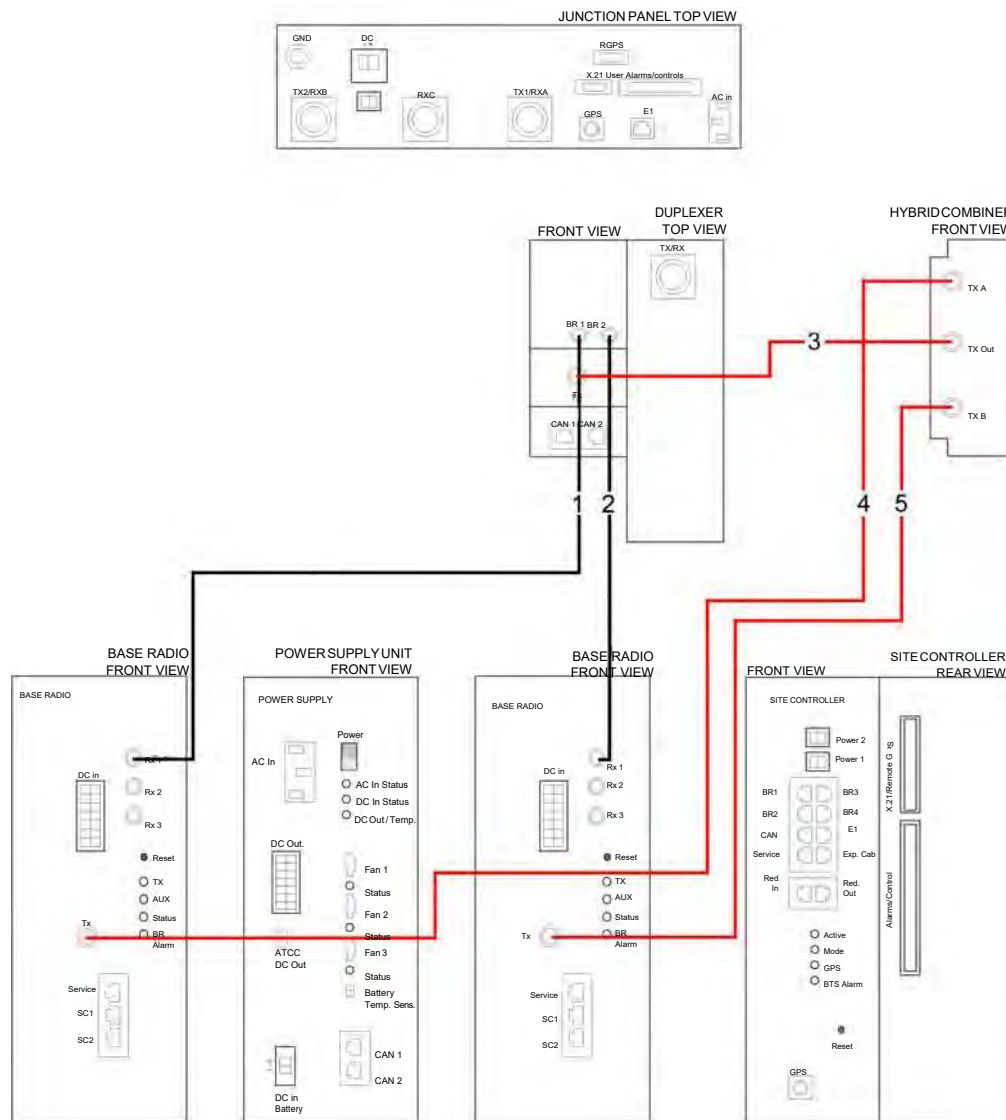 JUNCTION PANEL TOP VIEW
GND
DC
- +
RGPS
X.21 User Alarms/controls
TX2/RXB
RXC
TX1/RXA
AC in
GPS
E1
DUPLEXER
TOP VIEW
FRONT VIEW
TX/RX
HYBRID COMBINER
FRONT VIEW
TX A
BR 1 BR 2
3
TX Out
Tx
TX B
CAN 1 CAN 2
1
2
4
5
BASE RADIO
FRONT VIEW
BASE RADIO
Rx 1
DC in
Rx 2
Rx 3
Reset
TX
AUX
Status
BR
Alarm
Tx
Service
SC1
SC2
POWER SUPPLY UNIT
FRONT VIEW
POWER SUPPLY
Power
AC In
AC In Status
DC In Status
DC Out / Temp.
DC Out.
Fan 1
Status
Fan 2
Status
Fan 3
ATCC
DC Out
Status
Battery
Temp. Sens.
CAN 1
CAN 2
DC in
Battery
BASE RADIO
FRONT VIEW
BASE RADIO
Rx 1
DC in
Rx 2
Rx 3
Reset
TX
AUX
Status
BR
Alarm
Tx
Service
SC1
SC2
SITE CONTROLLER
REAR VIEW
FRONT VIEW
SITE CONTROLLER
Power 2
Power 1
BR1
BR3
BR2
BR4
CAN
E1
Service
Exp. Cab
Red
In
Red.
Out
Active
Mode
GPS
BTS Alarm
Reset
GPS
X.21/Remote G
Alarms/Control